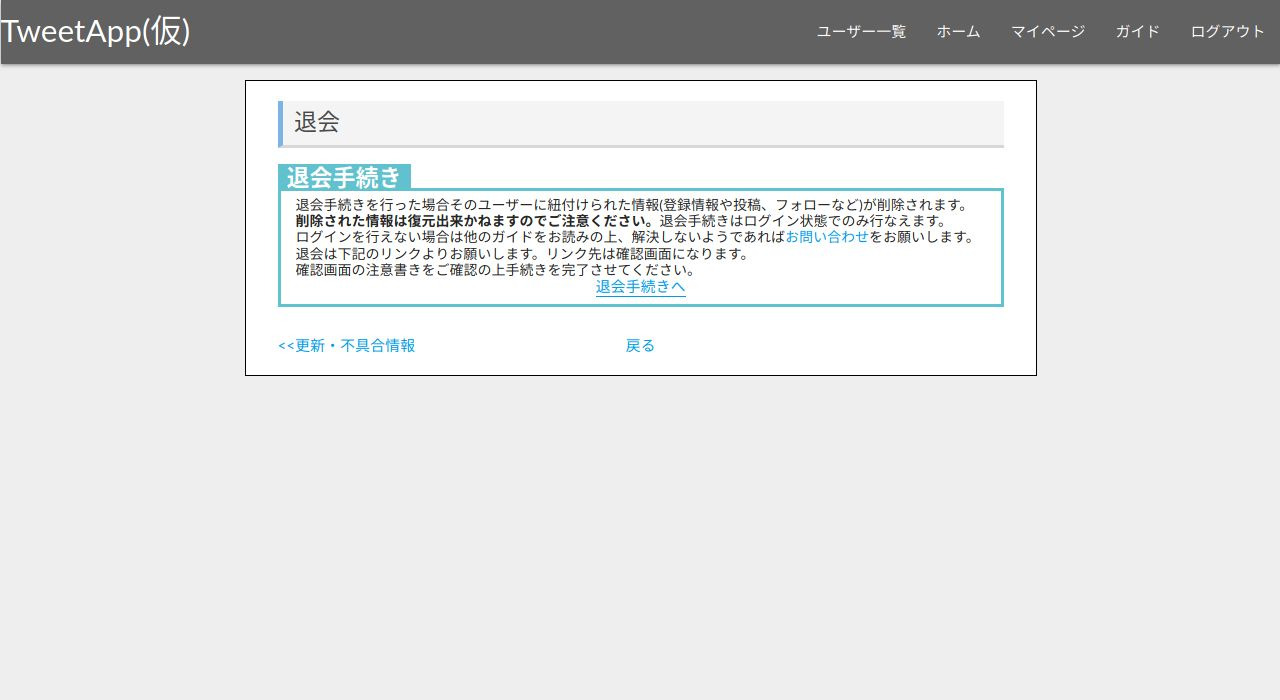 TweetApp(仮)
ユーザー一覧 ホーム マイページ ガイド ログアウト
退会
退会手続き
退会手続きを行った場合そのユーザーに紐付けられた情報(登録情報や投稿、フォローなど)が削除されます。
削除された情報は復元出来かねますのでご注意ください。退会手続きはログイン状態でのみ行なえます。
ログインを行えない場合は他のガイドをお読みの上、解決しないようであればお問い合わせをお願いします。
退会は下記のリンクよりお願いします。リンク先は確認画面になります。
確認画面の注意書きをご確認の上手続きを完了させてください。
退会手続きへ
<<更新・不具合情報 戻る